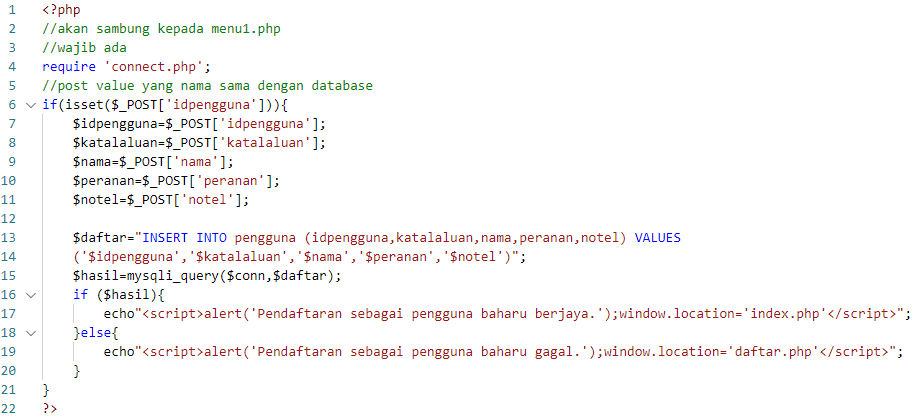 1 <?php
2 //akan sambung kepada menu1.php
3 //wajib ada
4 require 'connect.php';
5 //post value yang nama sama dengan database
6 if(isset($_POST['idpengguna'])){
7 $idpengguna=$_POST['idpengguna'];
8 $katalaluan=$_POST['katalaluan'];
9 $nama=$_POST['nama'];
10 $peranan=$_POST['peranan'];
11 $notel=$_POST['notel'];
12
13 $daftar="INSERT INTO pengguna (idpengguna,katalaluan,nama,peranan,notel) VALUES
14 ('$idpengguna','$katalaluan','$nama','$peranan','$notel')";
15 $hasil=mysqli_query($conn,$daftar);
16 if ($hasil){
17 echo"<script>alert('Pendaftaran sebagai pengguna baharu berjaya.');window.location='index.php'</script>";
18 }else{
19 echo"<script>alert('Pendaftaran sebagai pengguna baharu gagal.');window.location='daftar.php'</script>";
20 }
21 }
22 ?>